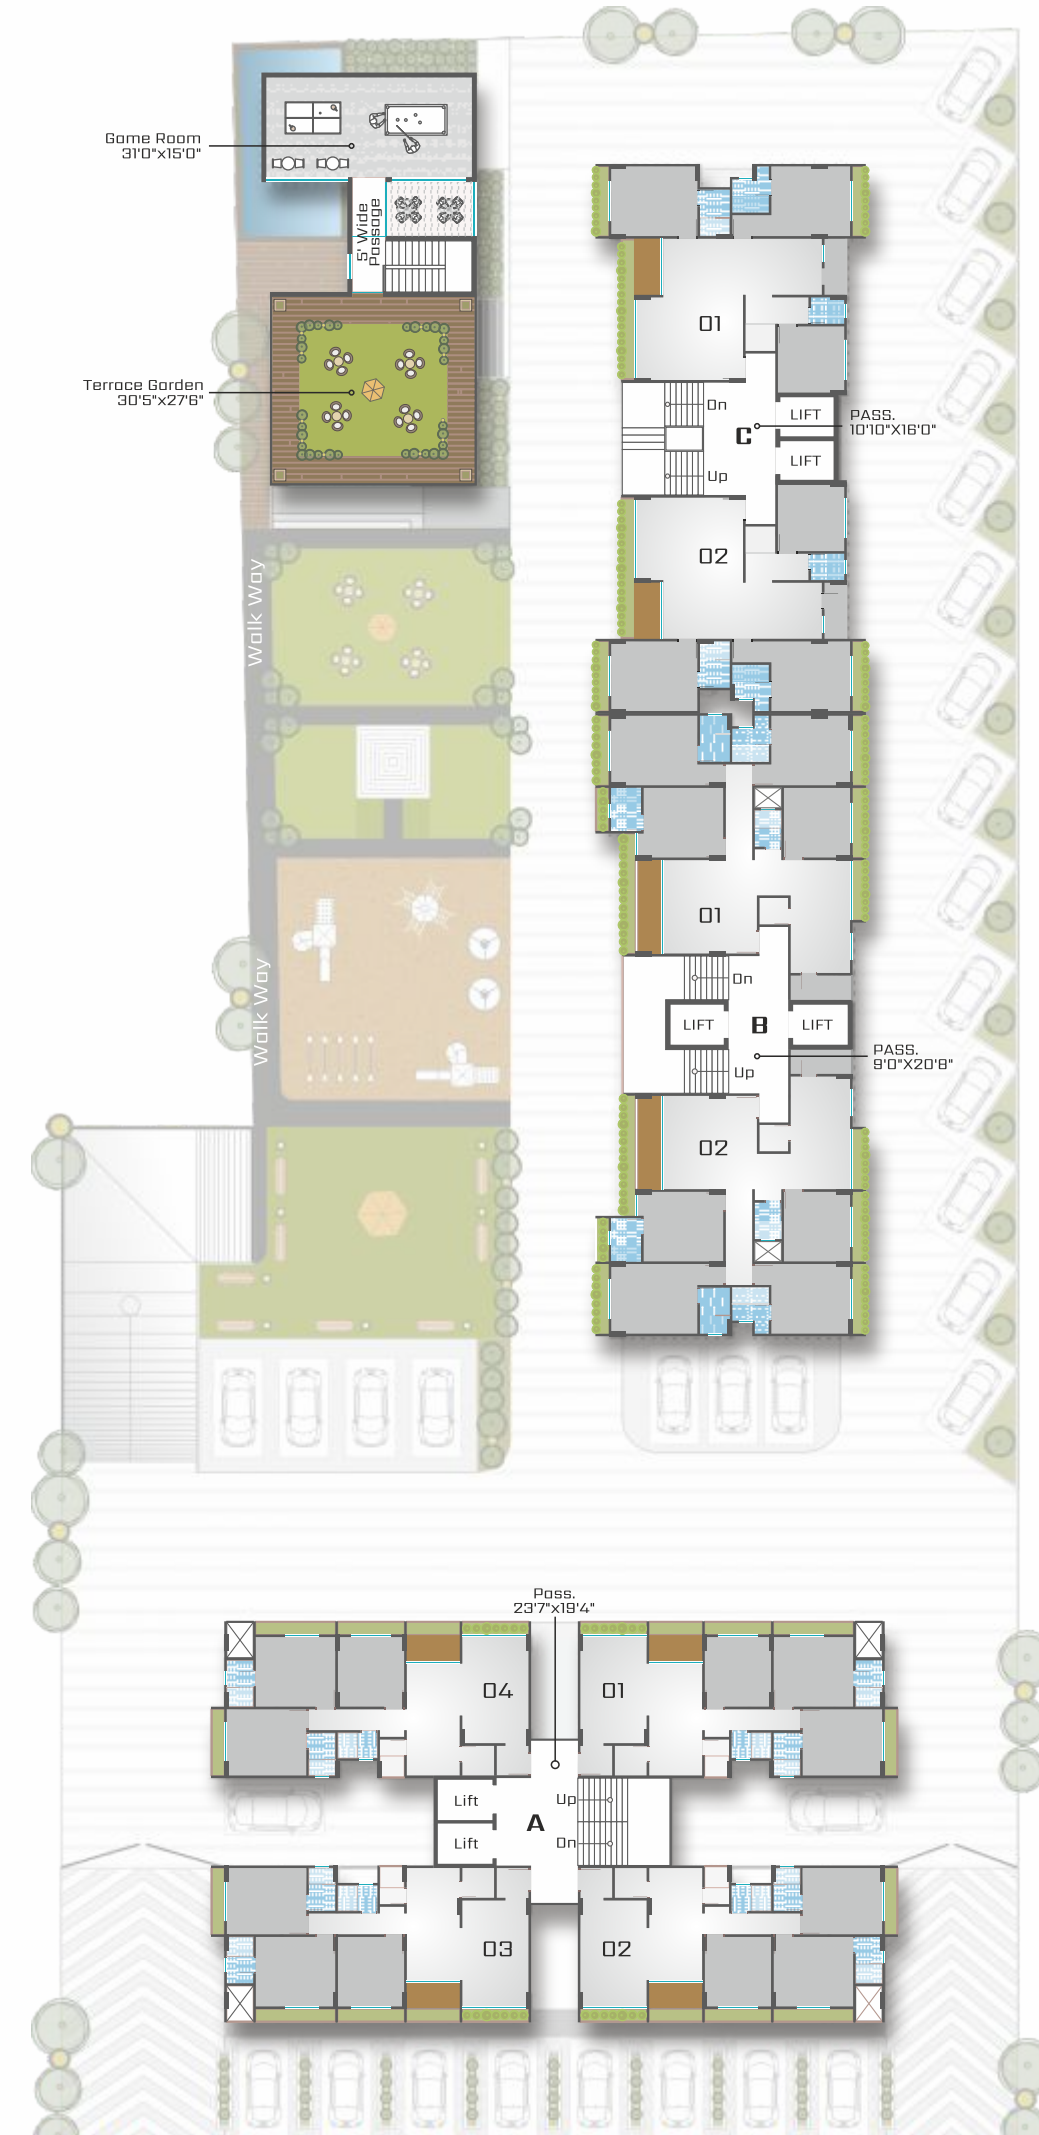 Game Room
31'0"x15'0"
5' Wide
Passage
Terrace Garden
30'5"x27'6"
01
Dn
LIFT
PASS.
10'10"X16'0"
C
LIFT
Up
02
Walk Way
01
Walk Way
Dn
LIFT
B
LIFT
PASS.
9'0"X20'8"
Up
02
Pass.
23'7"x19'4"
04
01
Lift
Up
A
Lift
Dn
03
02